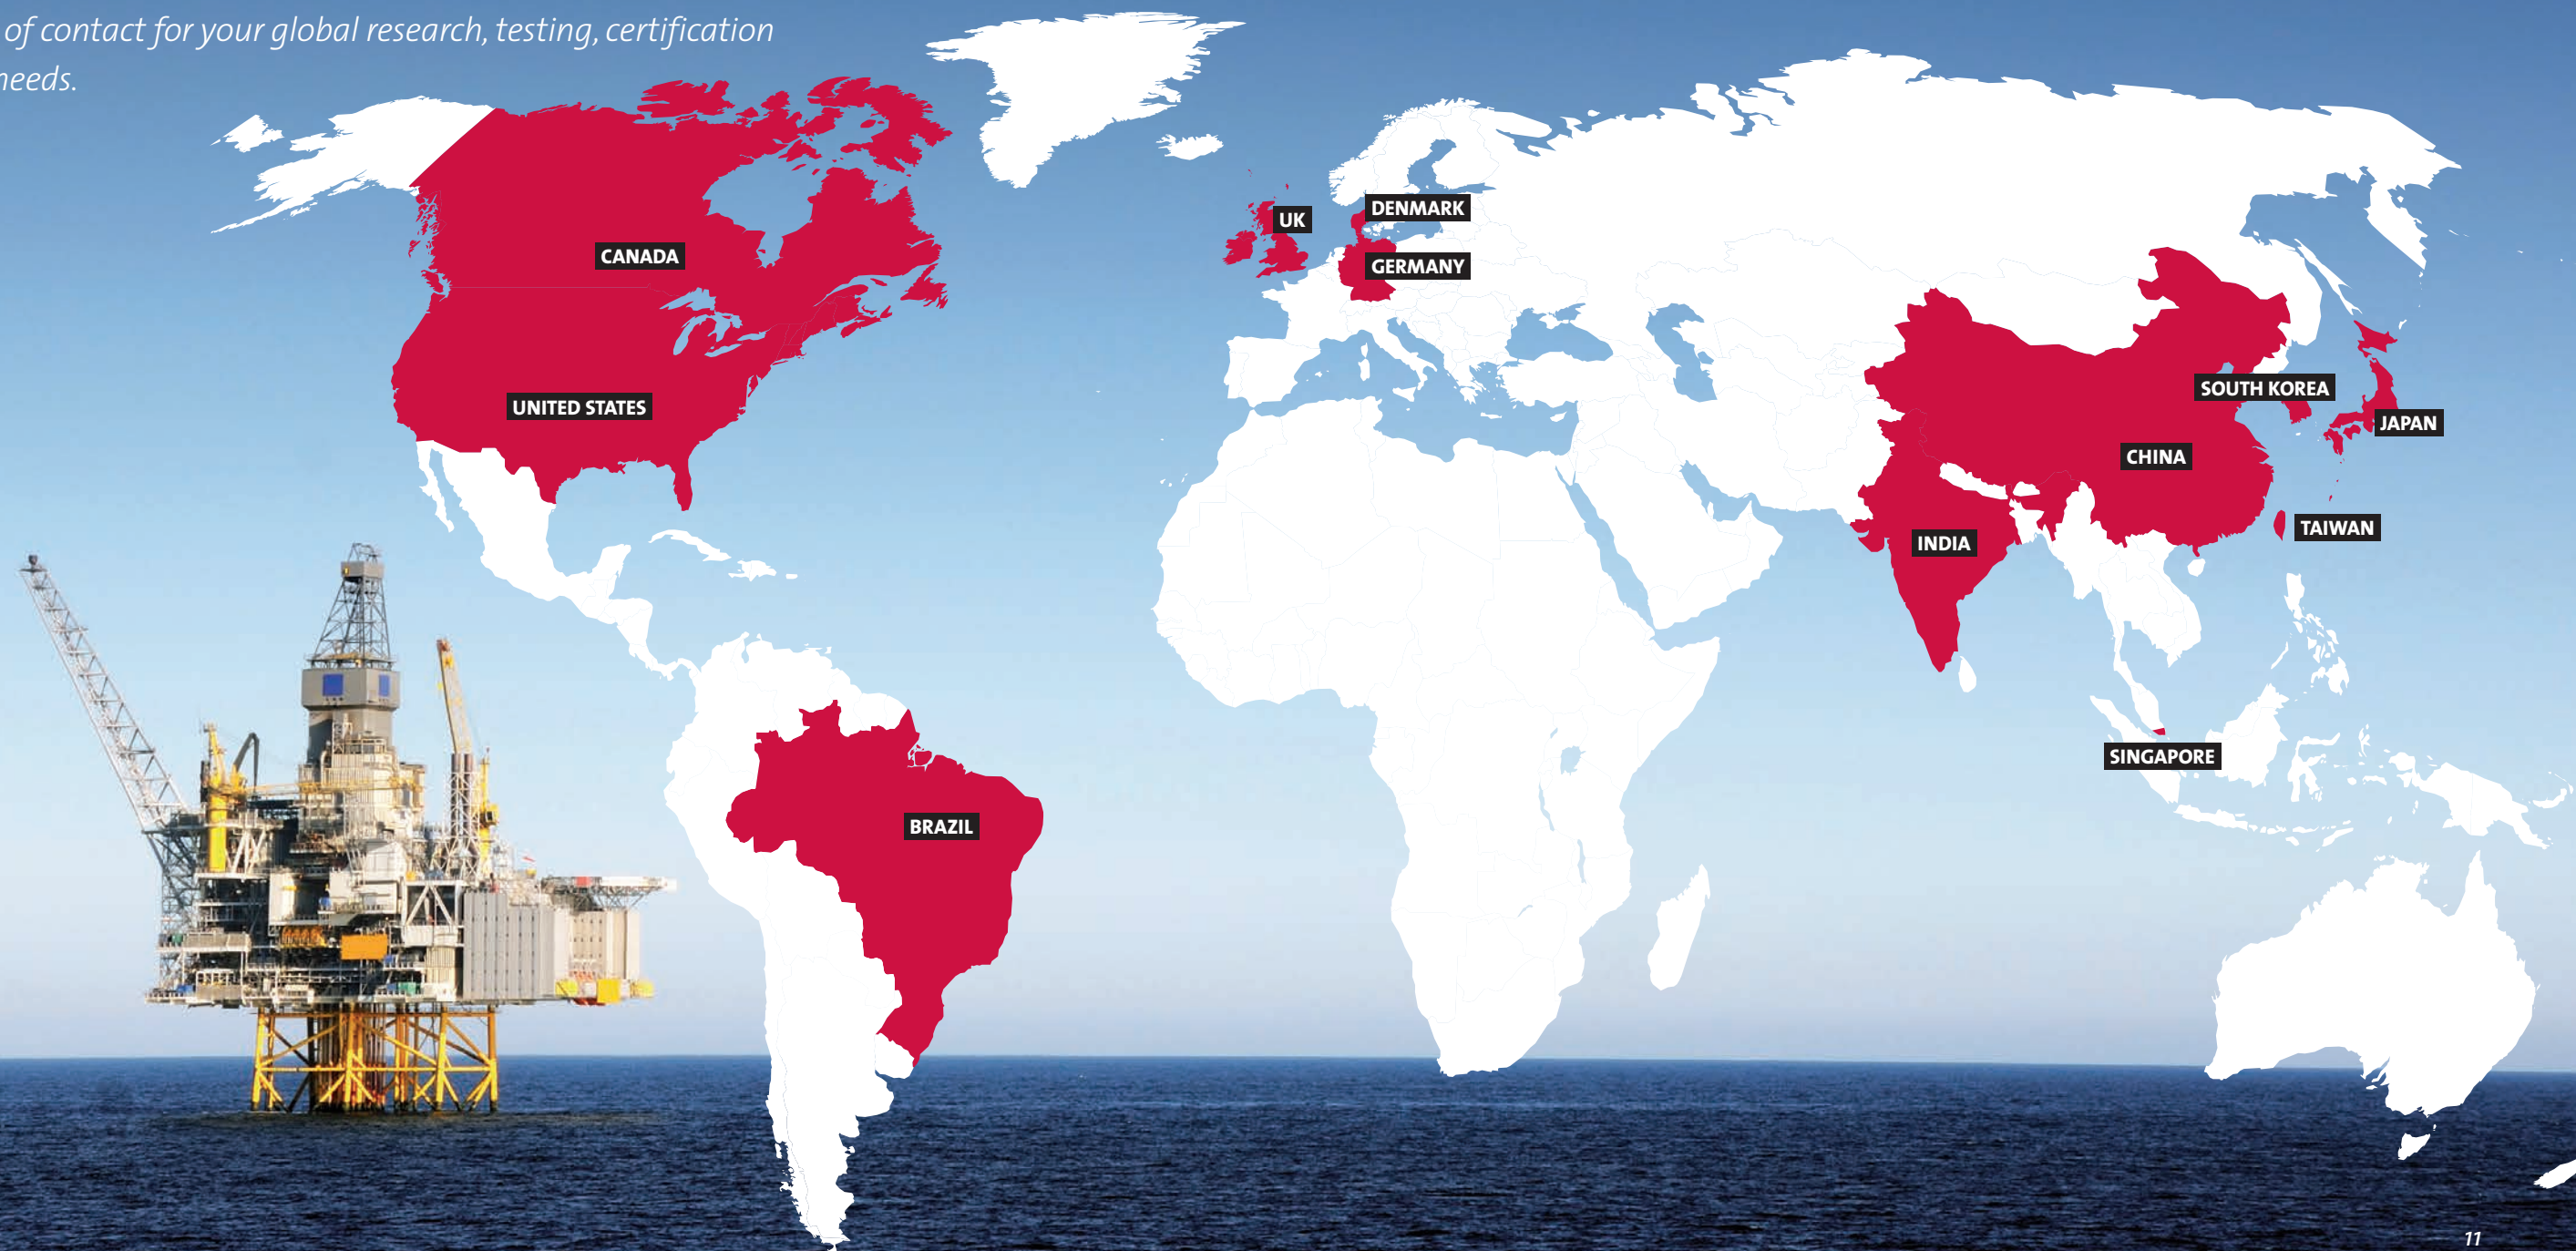 of contact for your global research, testing, certification
needs.
UK
DENMARK
CANADA
GERMANY
UNITED STATES
SOUTH KOREA
JAPAN
CHINA
TAIWAN
INDIA
SINGAPORE
BRAZIL
11